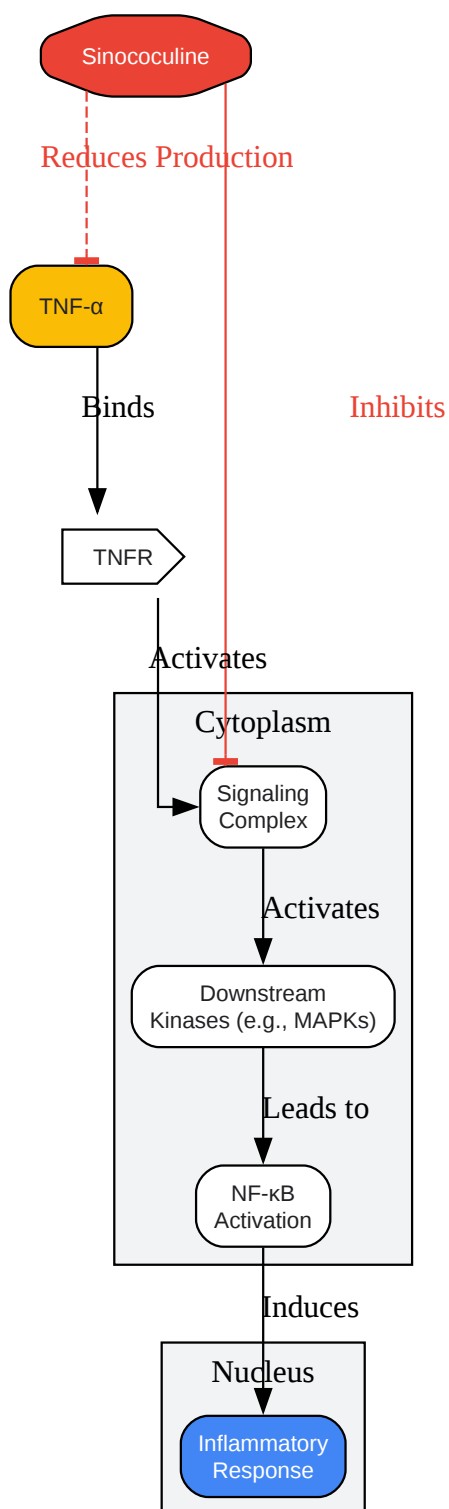 Sinococuline
Reduces Production
TNF-α
Binds
Inhibits
TNFR
Activates
Cytoplasm
Signaling
Complex
Activates
Downstream
Kinases (e.g., MAPKs)
Leads to
NF-κB
Activation
Induces
Nucleus
Inflammatory
Response